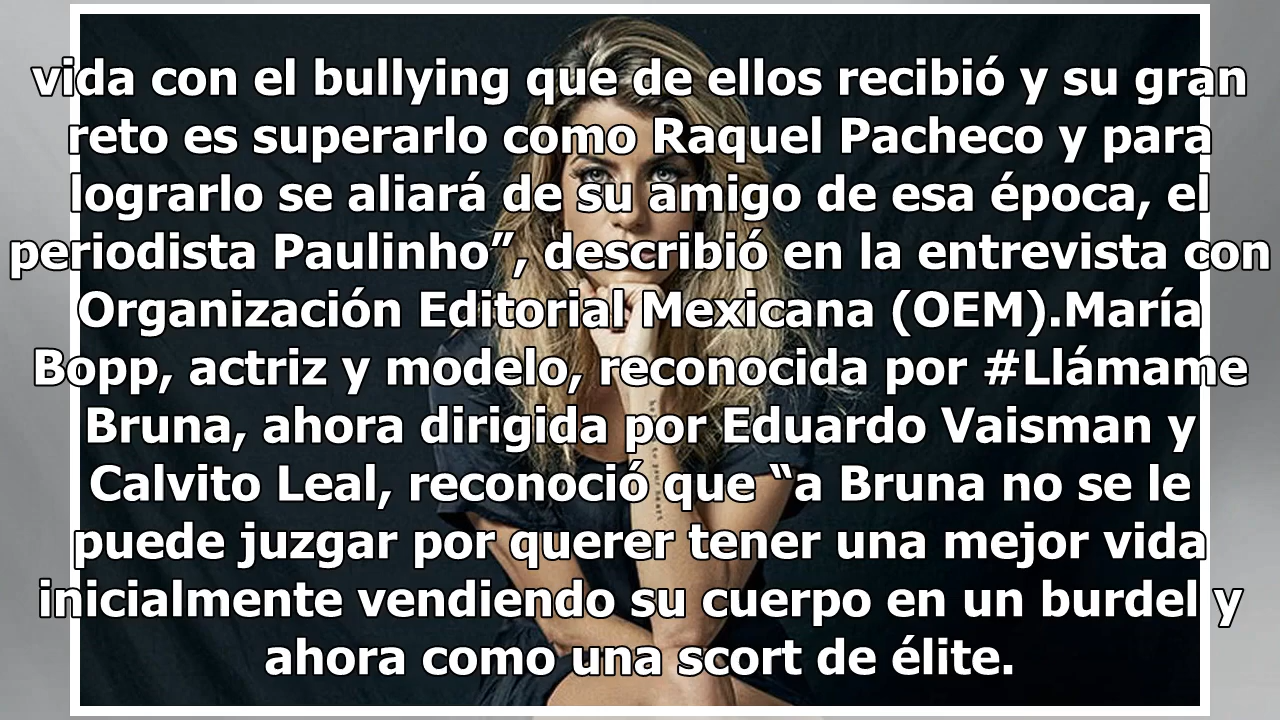 vida con el bullying que de ellos recibió y su gran
reto es superarlo como Raquel Pacheco y para
lograrlo se aliará de su amigo de esa época, el
periodista Paulinho”, describió en la entrevista con
Organización Editorial Mexicana (OEM).María
Bopp, actriz y modelo, reconocida por #Llámame
Bruna, ahora dirigida por Eduardo Vaisman y
Calvito Leal, reconoció que “a Bruna no se le
puede juzgar por querer tener una mejor vida
inicialmente vendiendo su cuerpo en un burdel y
ahora como una scort de élite.